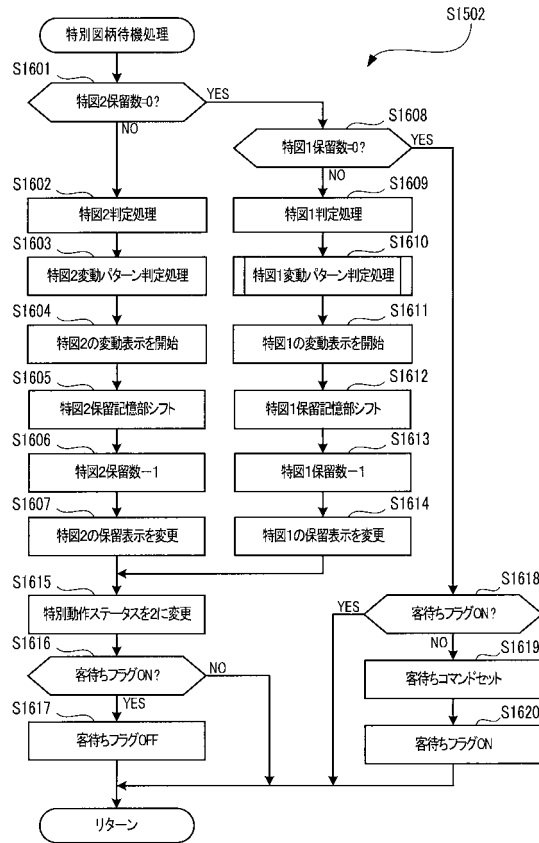 S1502
特別図柄待機処理
S1601
特図2保留数=0?
YES
NO
S1608
特図1保留数=0?
YES
NO
S1602
特図2判定処理
S1609
特図1判定処理
S1603
特図2変動パターン判定処理
S1610
特図1変動パターン判定処理
S1604
特図2の変動表示を開始
S1611
特図1の変動表示を開始
S1605
特図2保留記憶部シフト
S1612
特図1保留記憶部シフト
S1606
特図2保留数−1
S1613
特図1保留数−1
S1607
特図2の保留表示を変更
S1614
特図1の保留表示を変更
S1615
特別動作ステータスを2に変更
S1618
客待ちフラグON?
YES
NO
S1616
客待ちフラグON?
NO
YES
S1619
客待ちコマンドセット
S1617
客待ちフラグOFF
S1620
客待ちフラグON
リターン